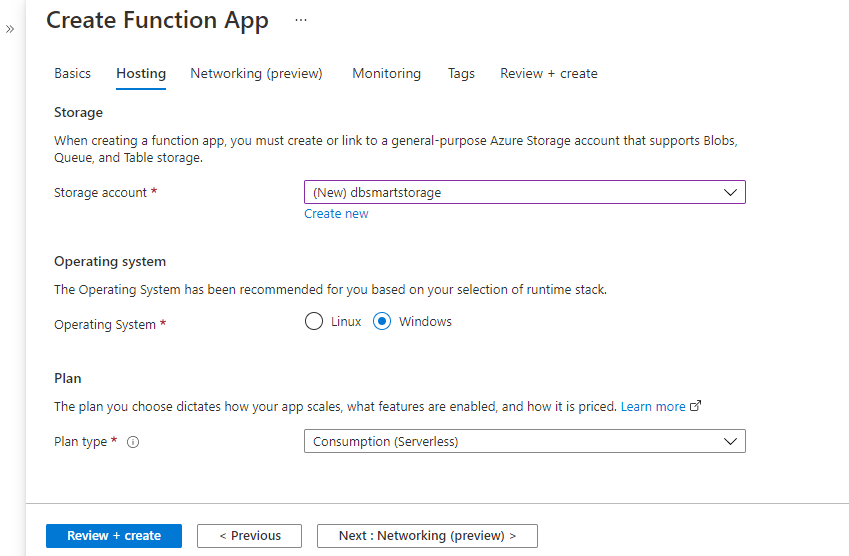 Create Function App ...
Basics Hosting Networking (preview) Monitoring Tags Review + create
Storage
When creating a function app, you must create or link to a general-purpose Azure Storage account that supports Blobs,
Queue, and Table storage.
Storage account * (New) dbsmartstorage
Create new
Operating system
The Operating System has been recommended for you based on your selection of runtime stack.
Operating System * Linux Windows
Plan
The plan you choose dictates how your app scales, what features are enabled, and how it is priced. Learn more
Plan type * Consumption (Serverless)
Review + create < Previous Next : Networking (preview) >